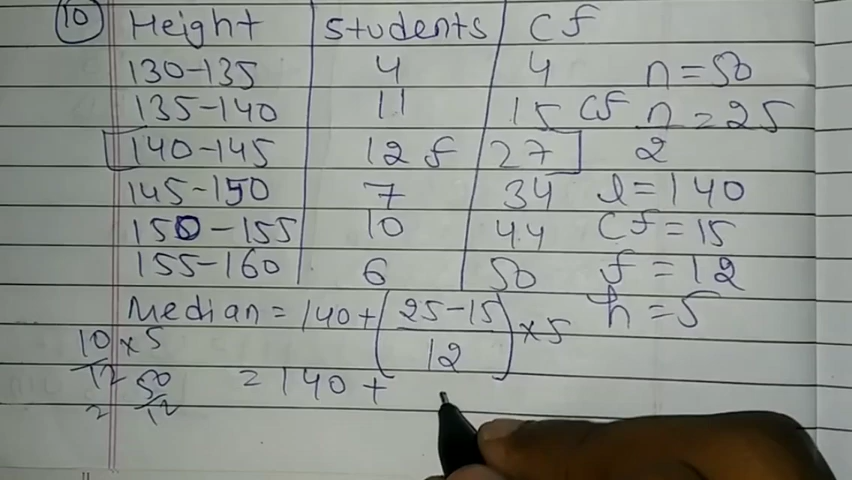 10 Height Students Cf
130-135 4 4 n=50
135-140 11 15 Cf n/2 = 25
140-145 12 f 27
145-150 7 34 l=140
150-155 10 44 Cf=15
155-160 6 50 f=12
Median = 140+(25-15/12)×5 h=5
10/12 × 5
= 50/12 = 140+